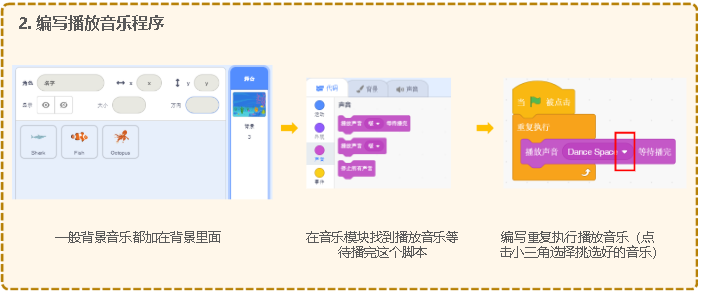 2. 编写播放音乐程序
角色 名字 x x y y
显示 大小 方向
Shark Fish Octopus
舞台
背景
2
代码 背景 声音
运动
外观
声音
事件
声音
播放声音 啵 等待播完
播放声音 啵
停止所有声音
当 被点击
重复执行
播放声音 Dance Space 等待播完
一般背景音乐都加在背景里面
在音乐模块找到播放音乐等
待播完这个脚本
编写重复执行播放音乐（点
击小三角选择挑选好的音乐）